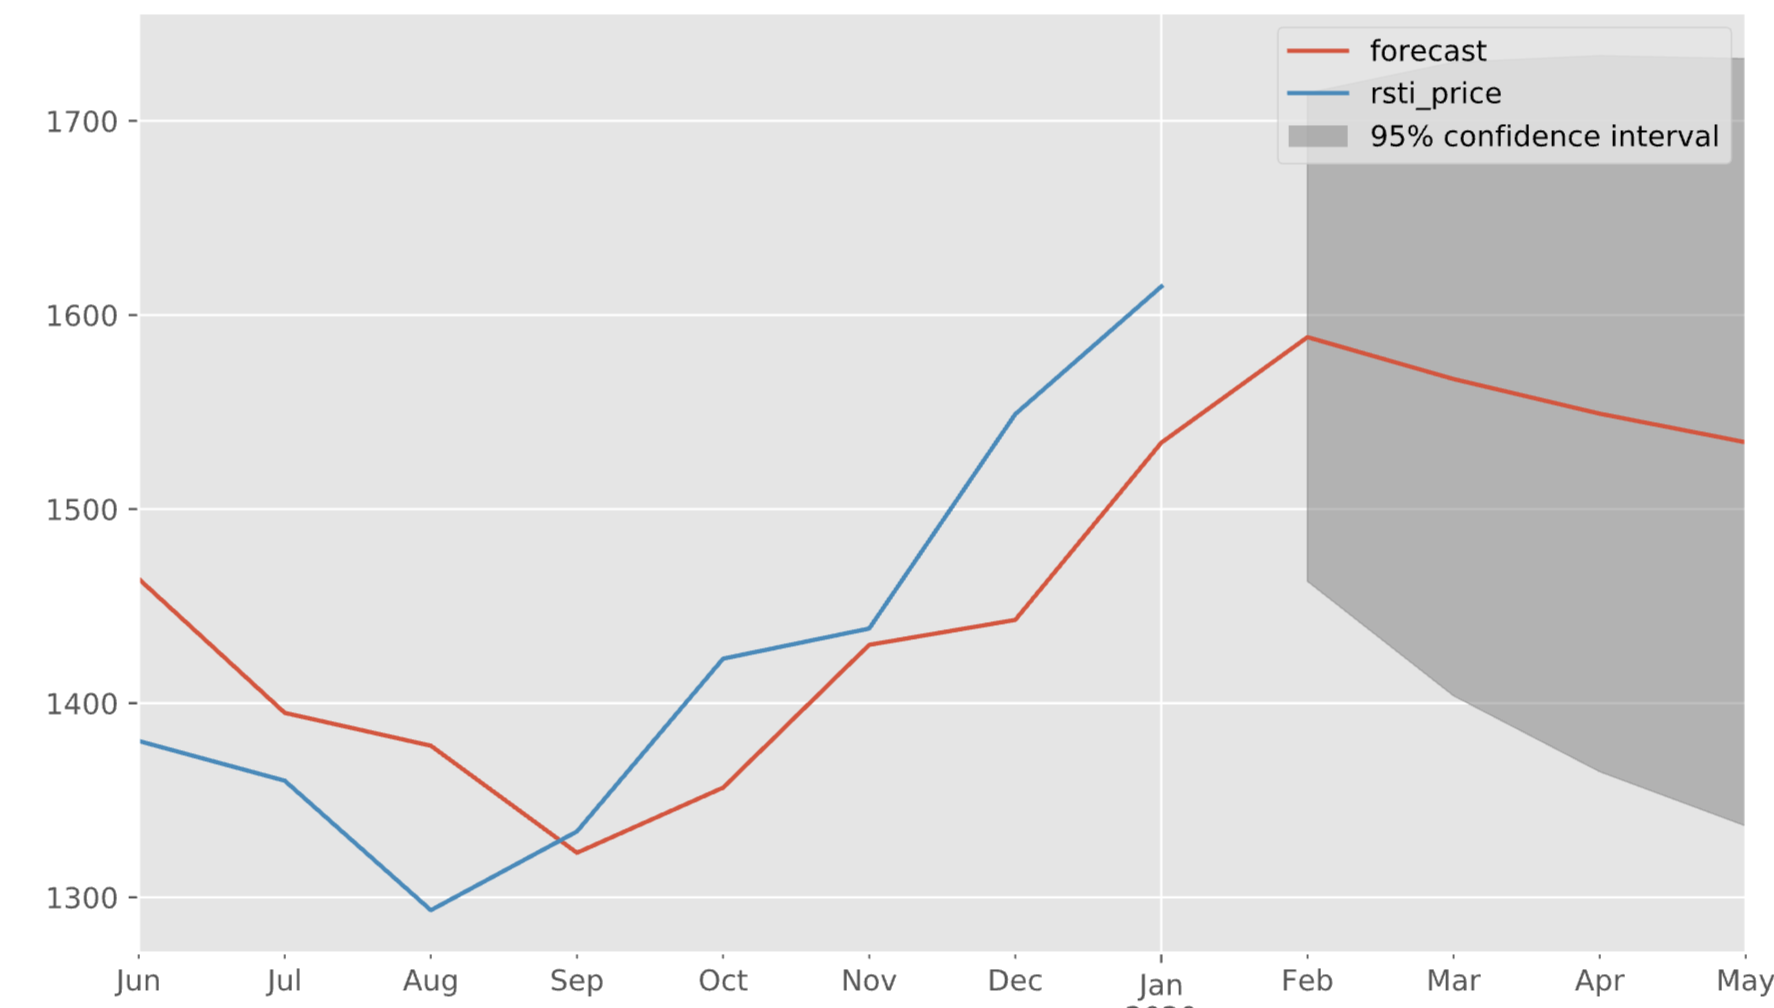 forecast
rsti_price
95% confidence interval
1700
1600
1500
1400
1300
Jun Jul Aug Sep Oct Nov Dec Jan Feb Mar Apr May